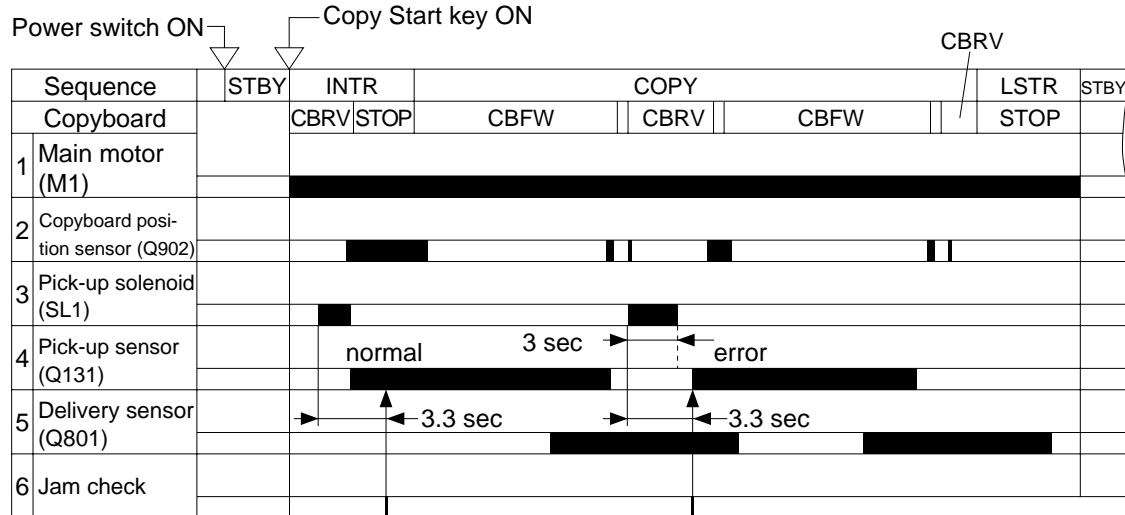 Power switch ON
Copy Start key ON
CBRV
Sequence STBY INTR COPY LSTR STBY
Copyboard CBRV STOP CBFW CBRV CBFW STOP
1 Main motor
(M1)
2 Copyboard posi-
tion sensor (Q902)
3 Pick-up solenoid
(SL1)
4 Pick-up sensor
(Q131)
normal 3 sec error
5 Delivery sensor
(Q801)
3.3 sec 3.3 sec
6 Jam check